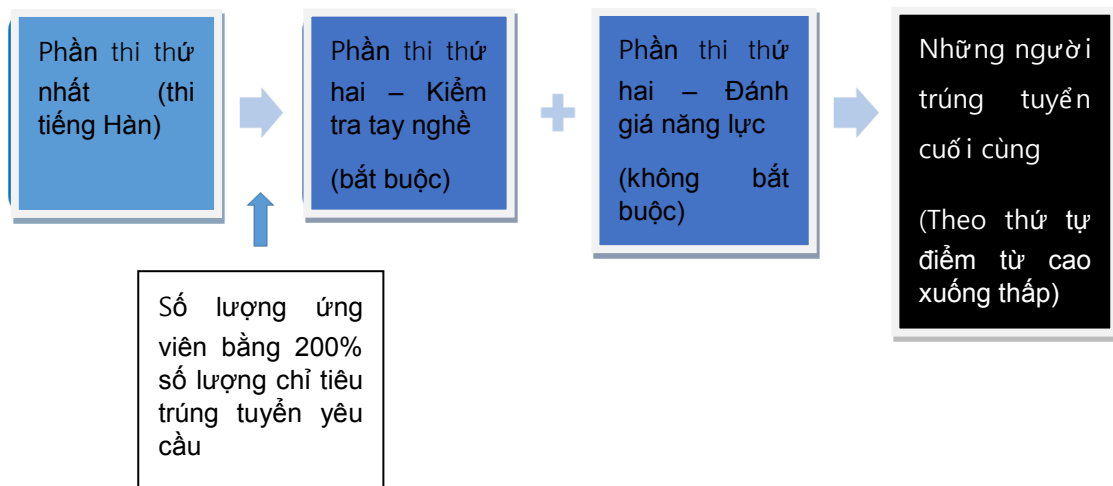 Phần thi thứ
nhất (thi
tiếng Hàn)
Phần thi thứ
hai – Kiểm
tra tay nghề
(bắt buộc)
Phần thi thứ
hai – Đánh
giá năng lực
(không bắt
buộc)
Những người
trúng tuyển
cuối cùng
(Theo thứ tự
điểm từ cao
xuống thấp)
Số lượng ứng
viên bằng 200%
số lượng chỉ tiêu
trúng tuyển yêu
cầu